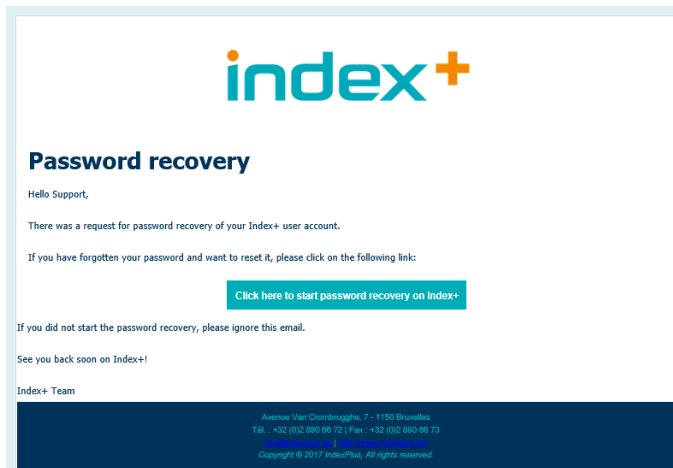 index+
Password recovery
Hello Support,
There was a request for password recovery of your Index+ user account.
If you have forgotten your password and want to reset it, please click on the following link:
Click here to start password recovery on Index+
If you did not start the password recovery, please ignore this email.
See you back soon on Index+!
Index+ Team
Avenue Van Crombrugghe, 7 - 1150 Bruxelles
Tél. : +32 (0)2 880 66 72 | Fax : +32 (0)2 880 66 73
|
Copyright © 2017 IndexPlus, All rights reserved.